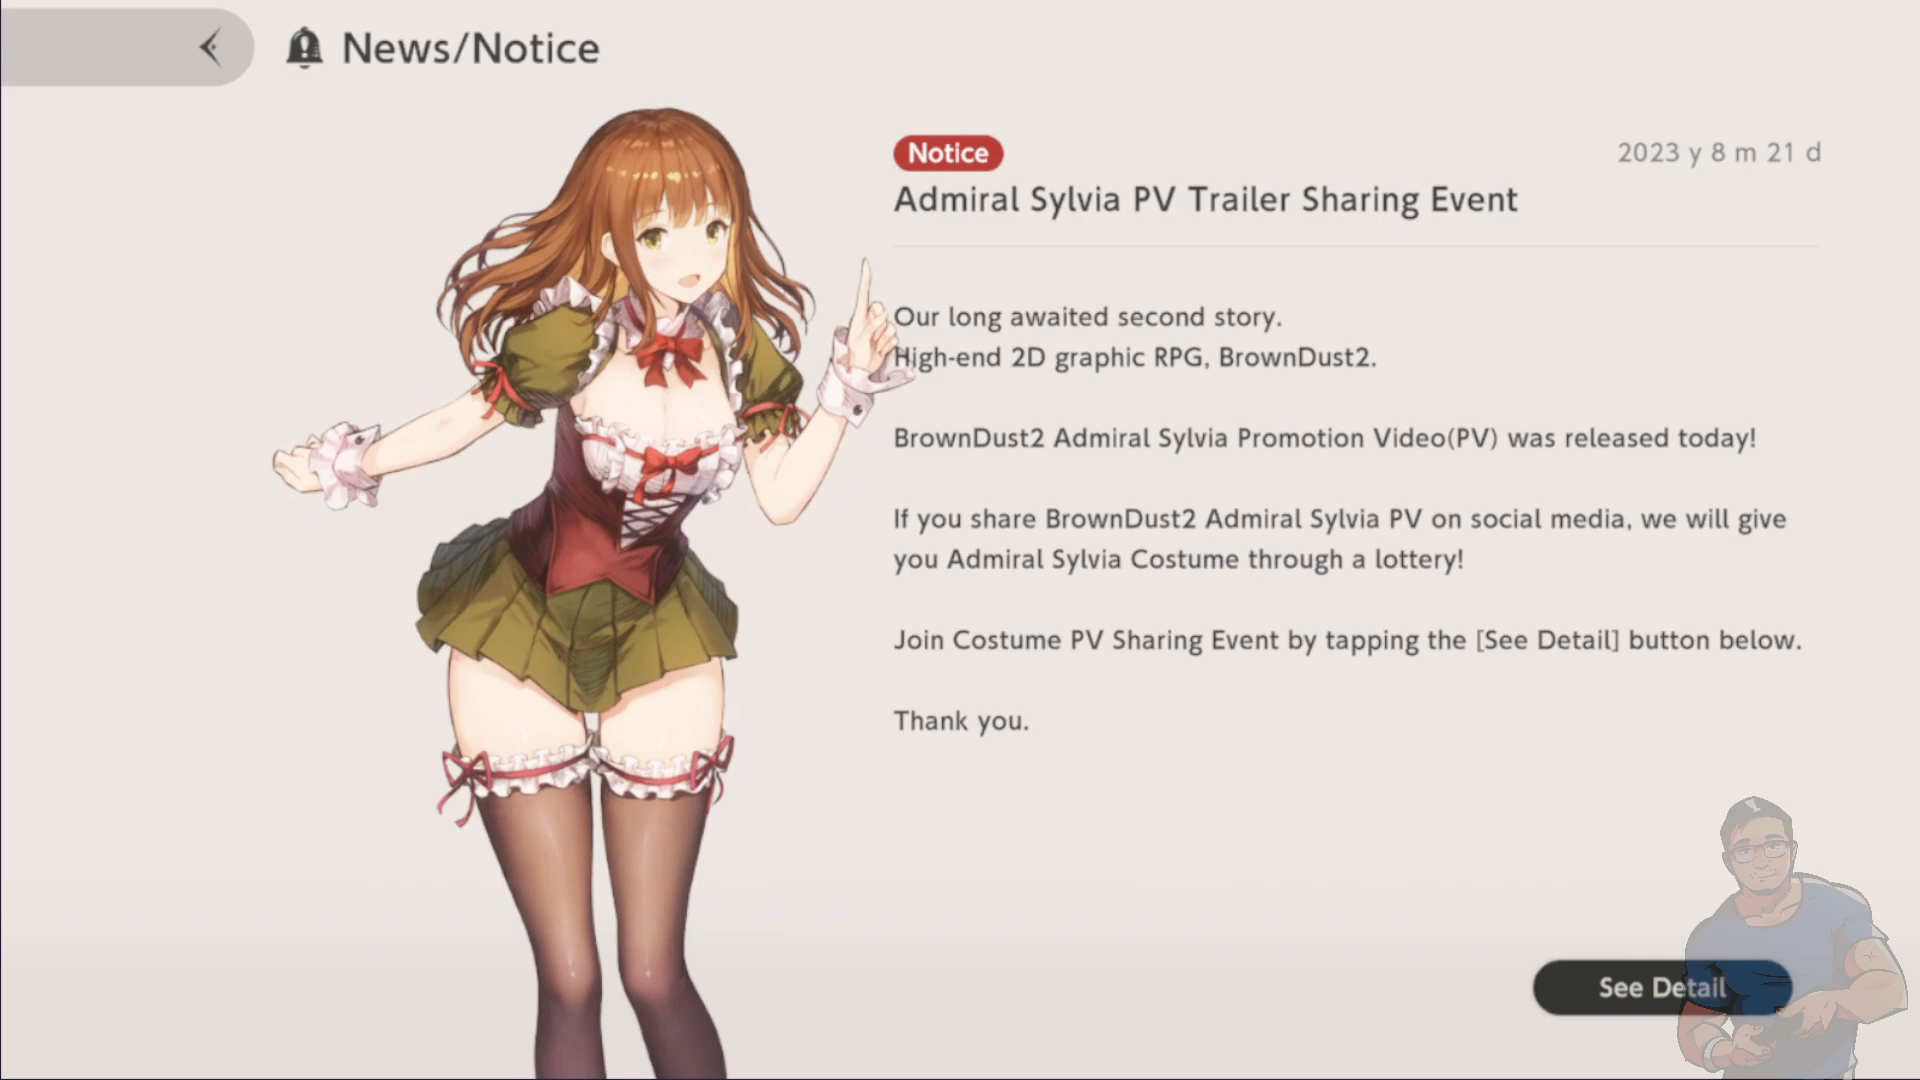 News/Notice
Notice
2023 y 8 m 21 d
Admiral Sylvia PV Trailer Sharing Event
Our long awaited second story.
High-end 2D graphic RPG, BrownDust2.
BrownDust2 Admiral Sylvia Promotion Video(PV) was released today!
If you share BrownDust2 Admiral Sylvia PV on social media, we will give
you Admiral Sylvia Costume through a lottery!
Join Costume PV Sharing Event by tapping the [See Detail] button below.
Thank you.
See Detail